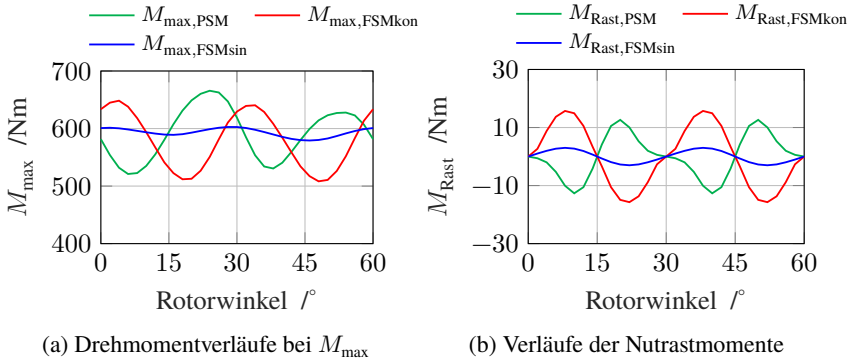 M_max,PSM M_max,FSMkon
M_max,FSMsin
700
600
500
400
M_max /Nm
0 15 30 45 60
Rotorwinkel /°
(a) Drehmomentverläufe bei M_max
M_Rast,PSM M_Rast,FSMkon
M_Rast,FSMsin
30
10
−10
−30
M_Rast /Nm
0 15 30 45 60
Rotorwinkel /°
(b) Verläufe der Nutrastmomente